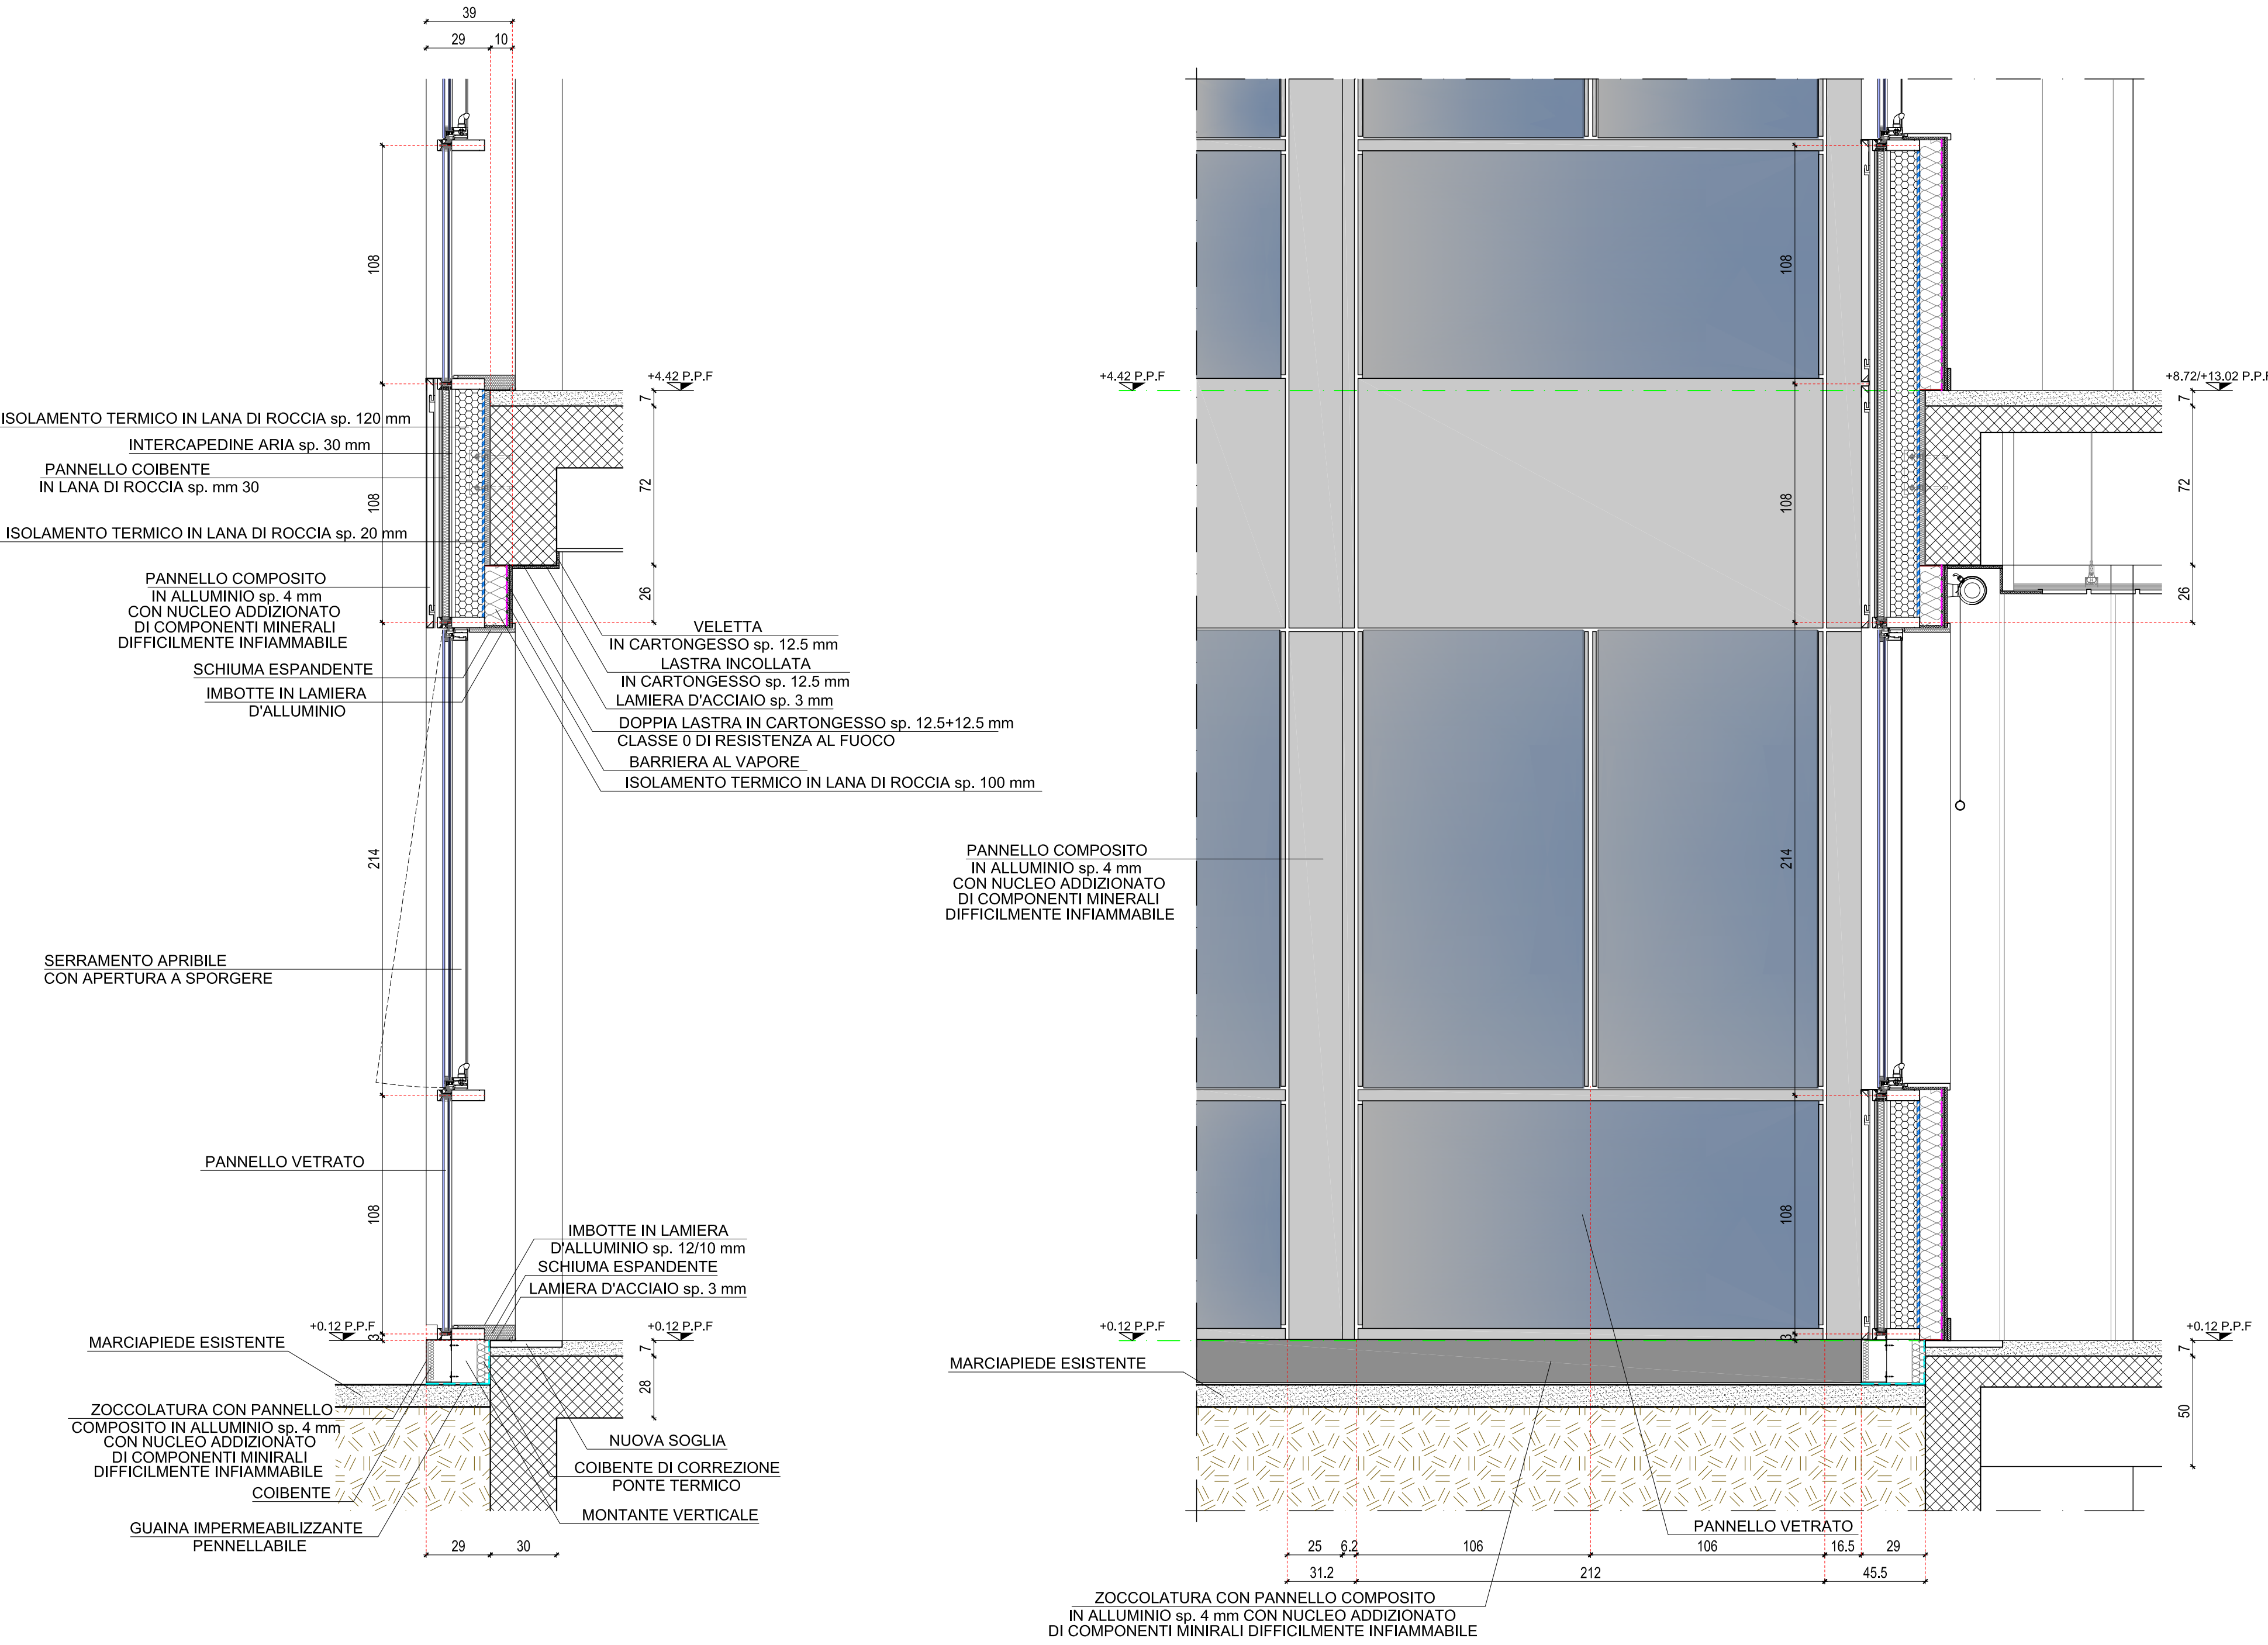 39
29
10
108
+4.42 P.P.F
7
ISOLAMENTO TERMICO IN LANA DI ROCCIA sp. 120 mm
INTERCAPEDINE ARIA sp. 30 mm
PANNELLO COIBENTE
IN LANA DI ROCCIA sp. mm 30
108
72
ISOLAMENTO TERMICO IN LANA DI ROCCIA sp. 20 mm
PANNELLO COMPOSITO
IN ALLUMINIO sp. 4 mm
CON NUCLEO ADDIZIONATO
DI COMPONENTI MINERALI
DIFFICILMENTE INFIAMMABILE
26
SCHIUMA ESPANDENTE
IMBOTTE IN LAMIERA
D'ALLUMINIO
VELETTA
IN CARTONGESSO sp. 12.5 mm
LASTRA INCOLLATA
IN CARTONGESSO sp. 12.5 mm
LAMIERA D'ACCIAIO sp. 3 mm
DOPPIA LASTRA IN CARTONGESSO sp. 12.5+12.5 mm
CLASSE 0 DI RESISTENZA AL FUOCO
BARRIERA AL VAPORE
ISOLAMENTO TERMICO IN LANA DI ROCCIA sp. 100 mm
214
SERRAMENTO APRIBILE
CON APERTURA A SPORGERE
PANNELLO VETRATO
108
IMBOTTE IN LAMIERA
D'ALLUMINIO sp. 12/10 mm
SCHIUMA ESPANDENTE
LAMIERA D'ACCIAIO sp. 3 mm
+0.12 P.P.F
3
+0.12 P.P.F
7
28
MARCIAPIEDE ESISTENTE
ZOCCOLATURA CON PANNELLO
COMPOSITO IN ALLUMINIO sp. 4 mm
CON NUCLEO ADDIZIONATO
DI COMPONENTI MINIRALI
DIFFICILMENTE INFIAMMABILE
COIBENTE
GUAINA IMPERMEABILIZZANTE
PENNELLABILE
NUOVA SOGLIA
COIBENTE DI CORREZIONE
PONTE TERMICO
MONTANTE VERTICALE
29
30
108
+4.42 P.P.F
+8.72/+13.02 P.P.F
7
108
72
26
PANNELLO COMPOSITO
IN ALLUMINIO sp. 4 mm
CON NUCLEO ADDIZIONATO
DI COMPONENTI MINERALI
DIFFICILMENTE INFIAMMABILE
214
108
+0.12 P.P.F
3
+0.12 P.P.F
7
50
MARCIAPIEDE ESISTENTE
PANNELLO VETRATO
25
6.2
106
106
16.5
29
31.2
212
45.5
ZOCCOLATURA CON PANNELLO COMPOSITO
IN ALLUMINIO sp. 4 mm CON NUCLEO ADDIZIONATO
DI COMPONENTI MINIRALI DIFFICILMENTE INFIAMMABILE